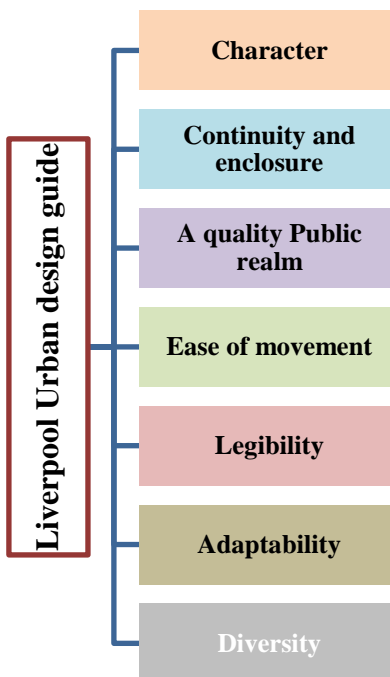 Liverpool Urban design guide
Character
Continuity and
enclosure
A quality Public
realm
Ease of movement
Legibility
Adaptability
Diversity